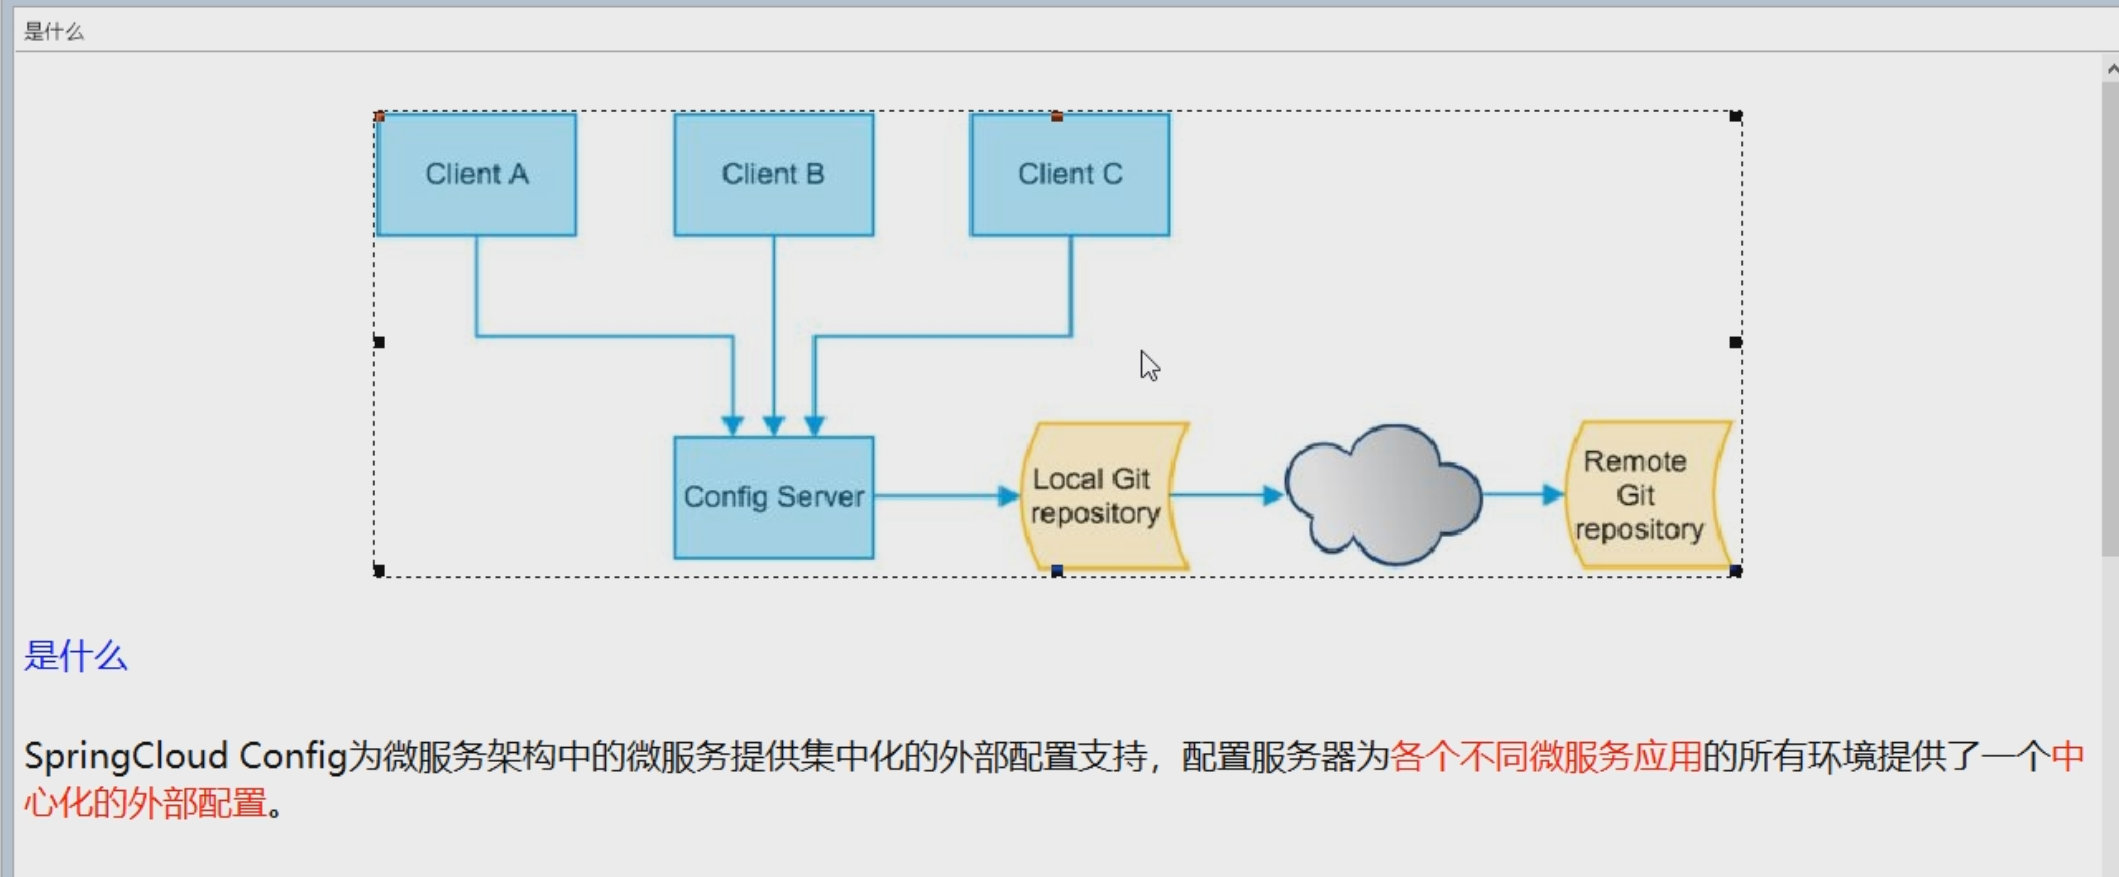 是什么
Client A
Client B
Client C
Config Server
Local Git
repository
Remote
Git
repository
是什么
SpringCloud Config为微服务架构中的微服务提供集中化的外部配置支持，配置服务器为各个不同微服务应用的所有环境提供了一个中
心化的外部配置。